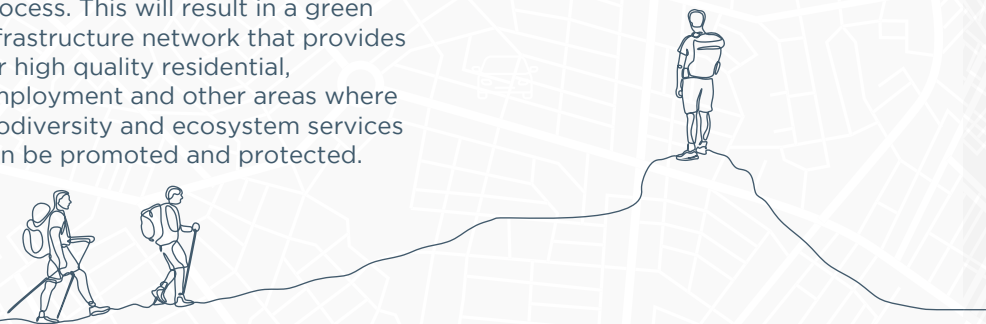 ocess. This will result in a green
frastructure network that provides
r high quality residential,
mployment and other areas where
odiversity and ecosystem services
n be promoted and protected.